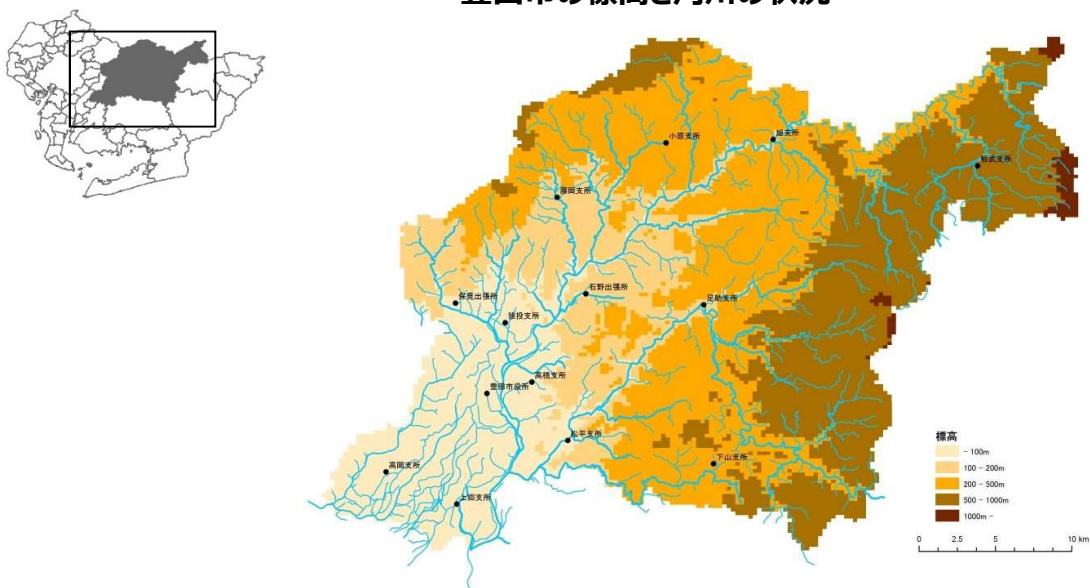 豊田市の標高と河川の状況
小原支所
旭支所
稲武支所
藤岡支所
石野出張所
保見出張所
足助支所
猿投支所
高橋支所
豊田市役所
松平支所
下山支所
高岡支所
上郷支所
標高
- 100m
100 - 200m
200 - 500m
500 - 1000m
1000m -
0 2.5 5 10 km